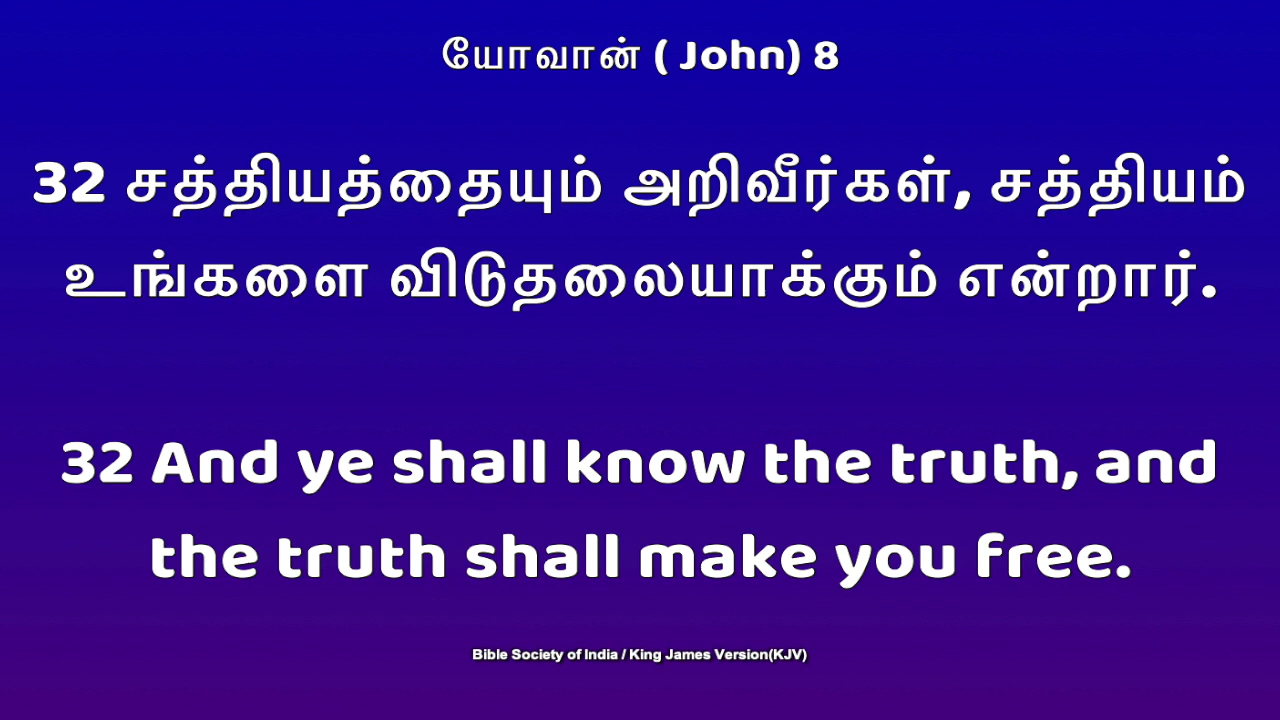 யோவான் ( John) 8
32 சத்தியத்தையும் அறிவீர்கள், சத்தியம்
உங்களை விடுதலையாக்கும் என்றார்.
32 And ye shall know the truth, and
the truth shall make you free.
Bible Society of India / King James Version(KJV)